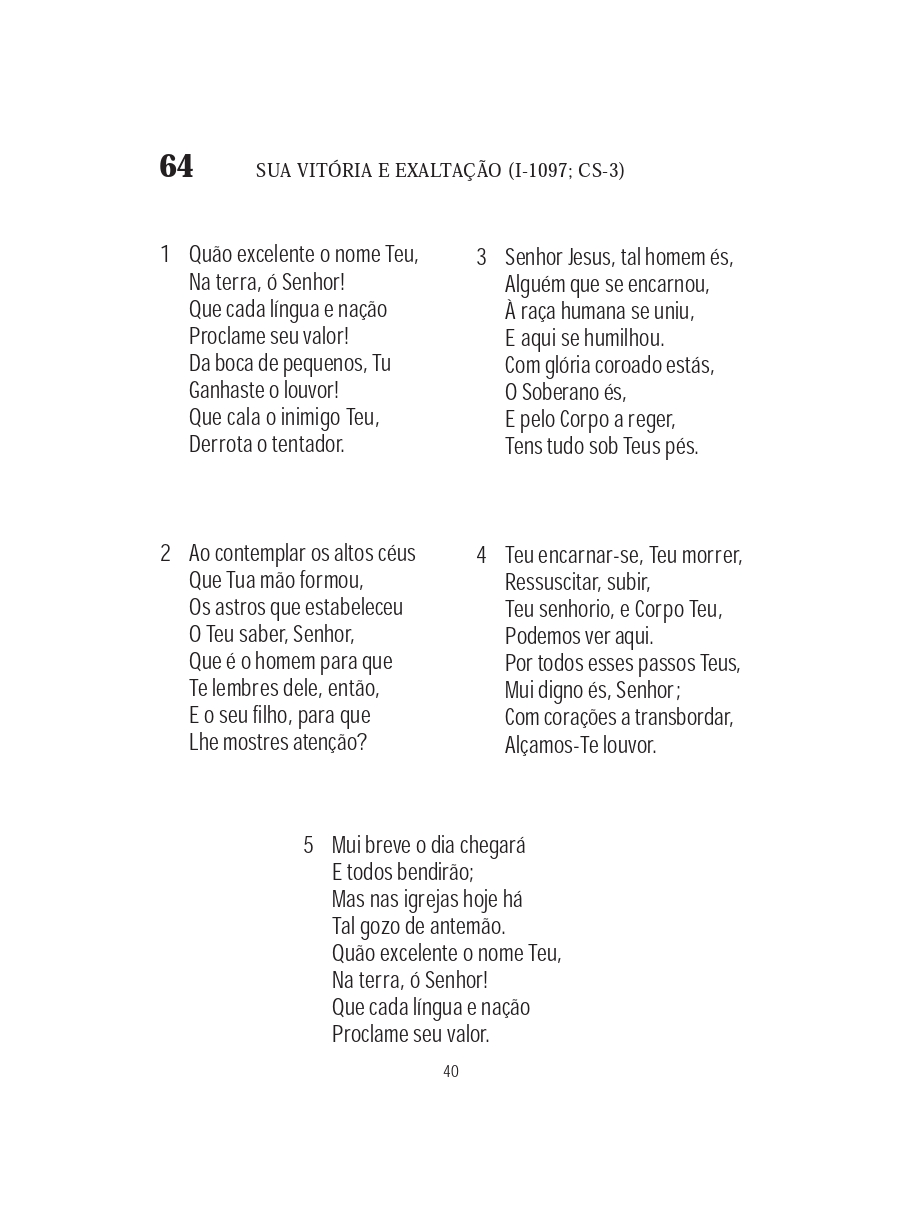 64 SUA VITÓRIA E EXALTAÇÃO (I-1097; CS-3)
1 Quão excelente o nome Teu,
Na terra, ó Senhor!
Que cada língua e nação
Proclame seu valor!
Da boca de pequenos, Tu
Ganhaste o louvor!
Que cala o inimigo Teu,
Derrota o tentador.
2 Ao contemplar os altos céus
Que Tua mão formou,
Os astros que estabeleceu
O Teu saber, Senhor,
Que é o homem para que
Te lembres dele, então,
E o seu filho, para que
Lhe mostres atenção?
3 Senhor Jesus, tal homem és,
Alguém que se encarnou,
À raça humana se uniu,
E aqui se humilhou.
Com glória coroado estás,
O Soberano és,
E pelo Corpo a reger,
Tens tudo sob Teus pés.
4 Teu encarnar-se, Teu morrer,
Ressuscitar, subir,
Teu senhorio, e Corpo Teu,
Podemos ver aqui.
Por todos esses passos Teus,
Mui digno és, Senhor;
Com corações a transbordar,
Alçamos-Te louvor.
5 Mui breve o dia chegará
E todos bendirão;
Mas nas igrejas hoje há
Tal gozo de antemão.
Quão excelente o nome Teu,
Na terra, ó Senhor!
Que cada língua e nação
Proclame seu valor.
40